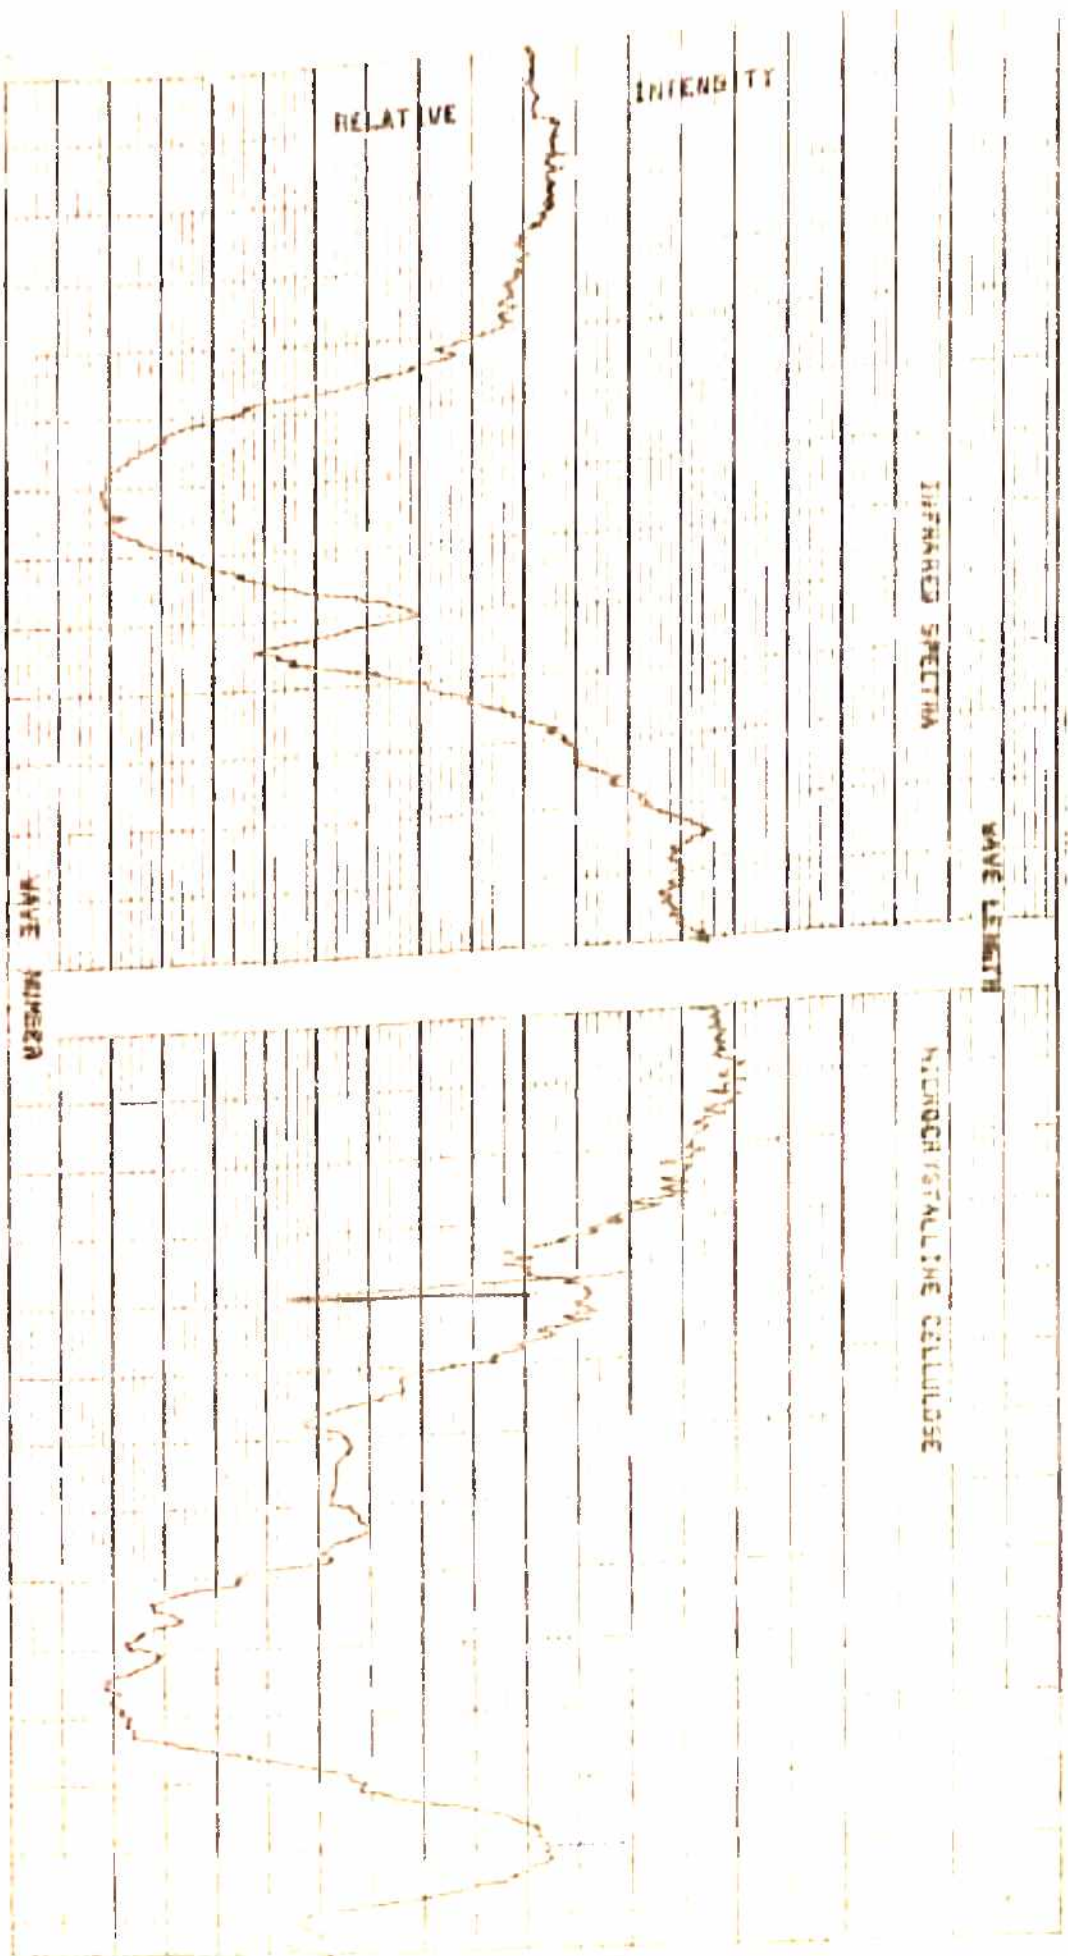 RELATIVE INTENSITY
INFRARED SPECTRA
WAVE LENGTH
WAVE NUMBER
MICROCRYSTALLINE CELLULOSE